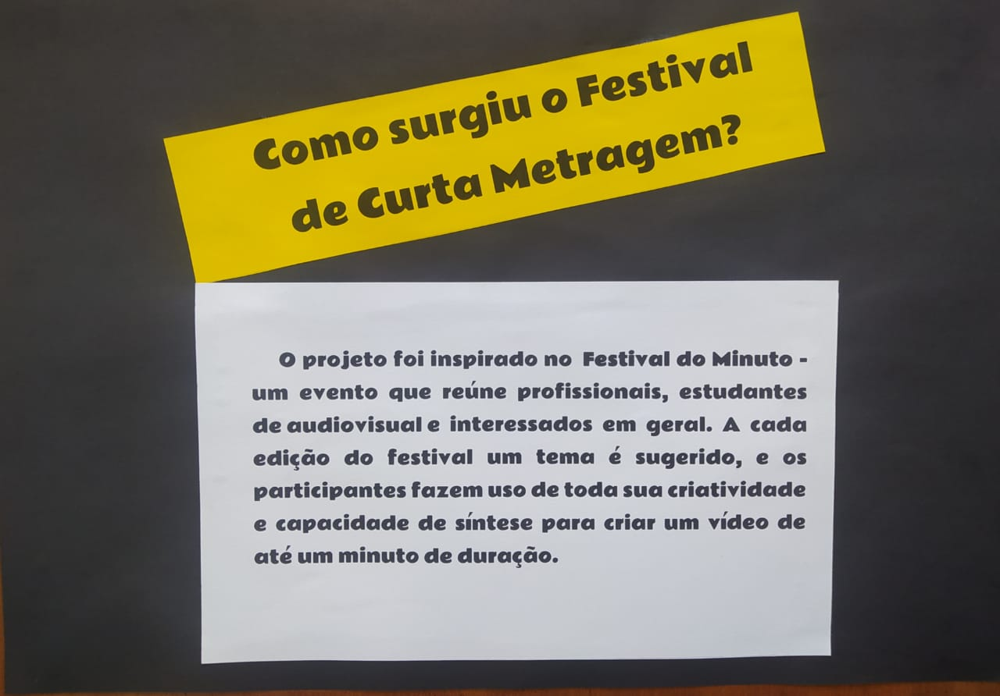 Como surgiu o Festival
de Curta Metragem?
O projeto foi inspirado no Festival do Minuto -
um evento que reúne profissionais, estudantes
de audiovisual e interessados em geral. A cada
edição do festival um tema é sugerido, e os
participantes fazem uso de toda sua criatividade
e capacidade de síntese para criar um vídeo de
até um minuto de duração.